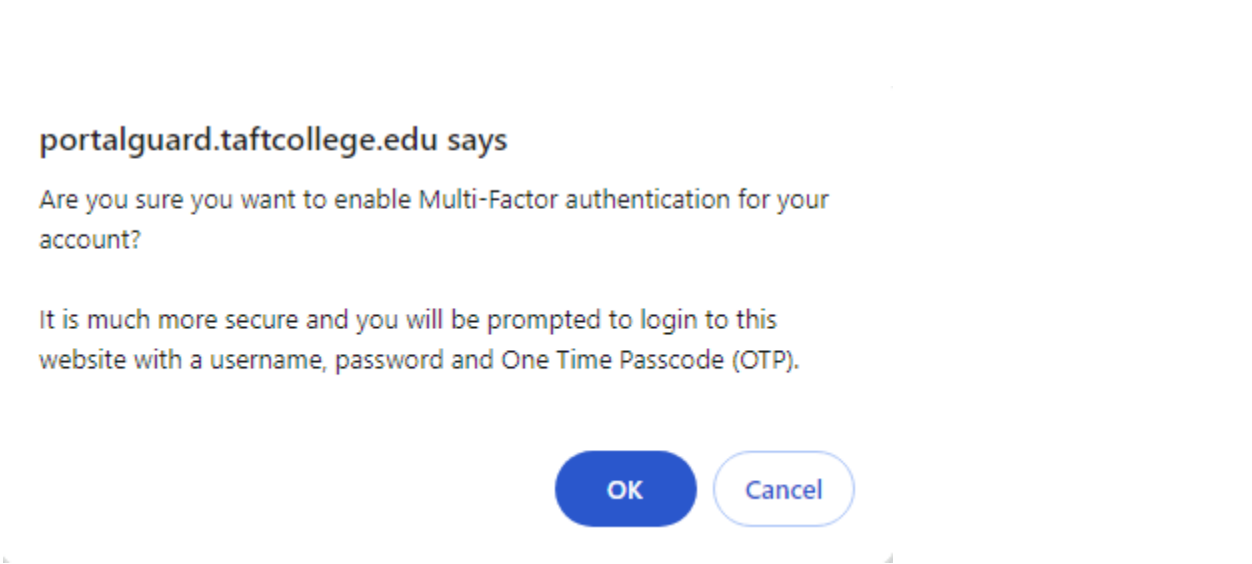 portalguard.taftcollege.edu says
Are you sure you want to enable Multi-Factor authentication for your
account?
It is much more secure and you will be prompted to login to this
website with a username, password and One Time Passcode (OTP).
OK
Cancel